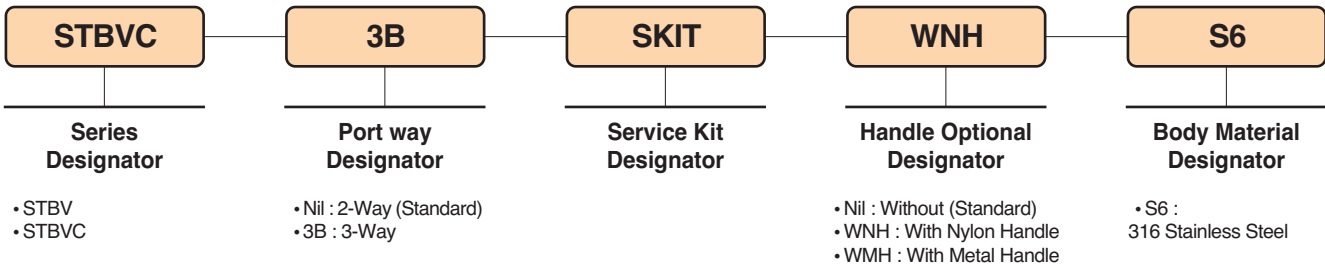 STBVC 3B SKIT WNH S6
Series Designator
• STBV
• STBVC
Port way Designator
• Nil : 2-Way (Standard)
• 3B : 3-Way
Service Kit Designator
Handle Optional Designator
• Nil : Without (Standard)
• WNH : With Nylon Handle
• WMH : With Metal Handle
Body Material Designator
• S6 :
316 Stainless Steel